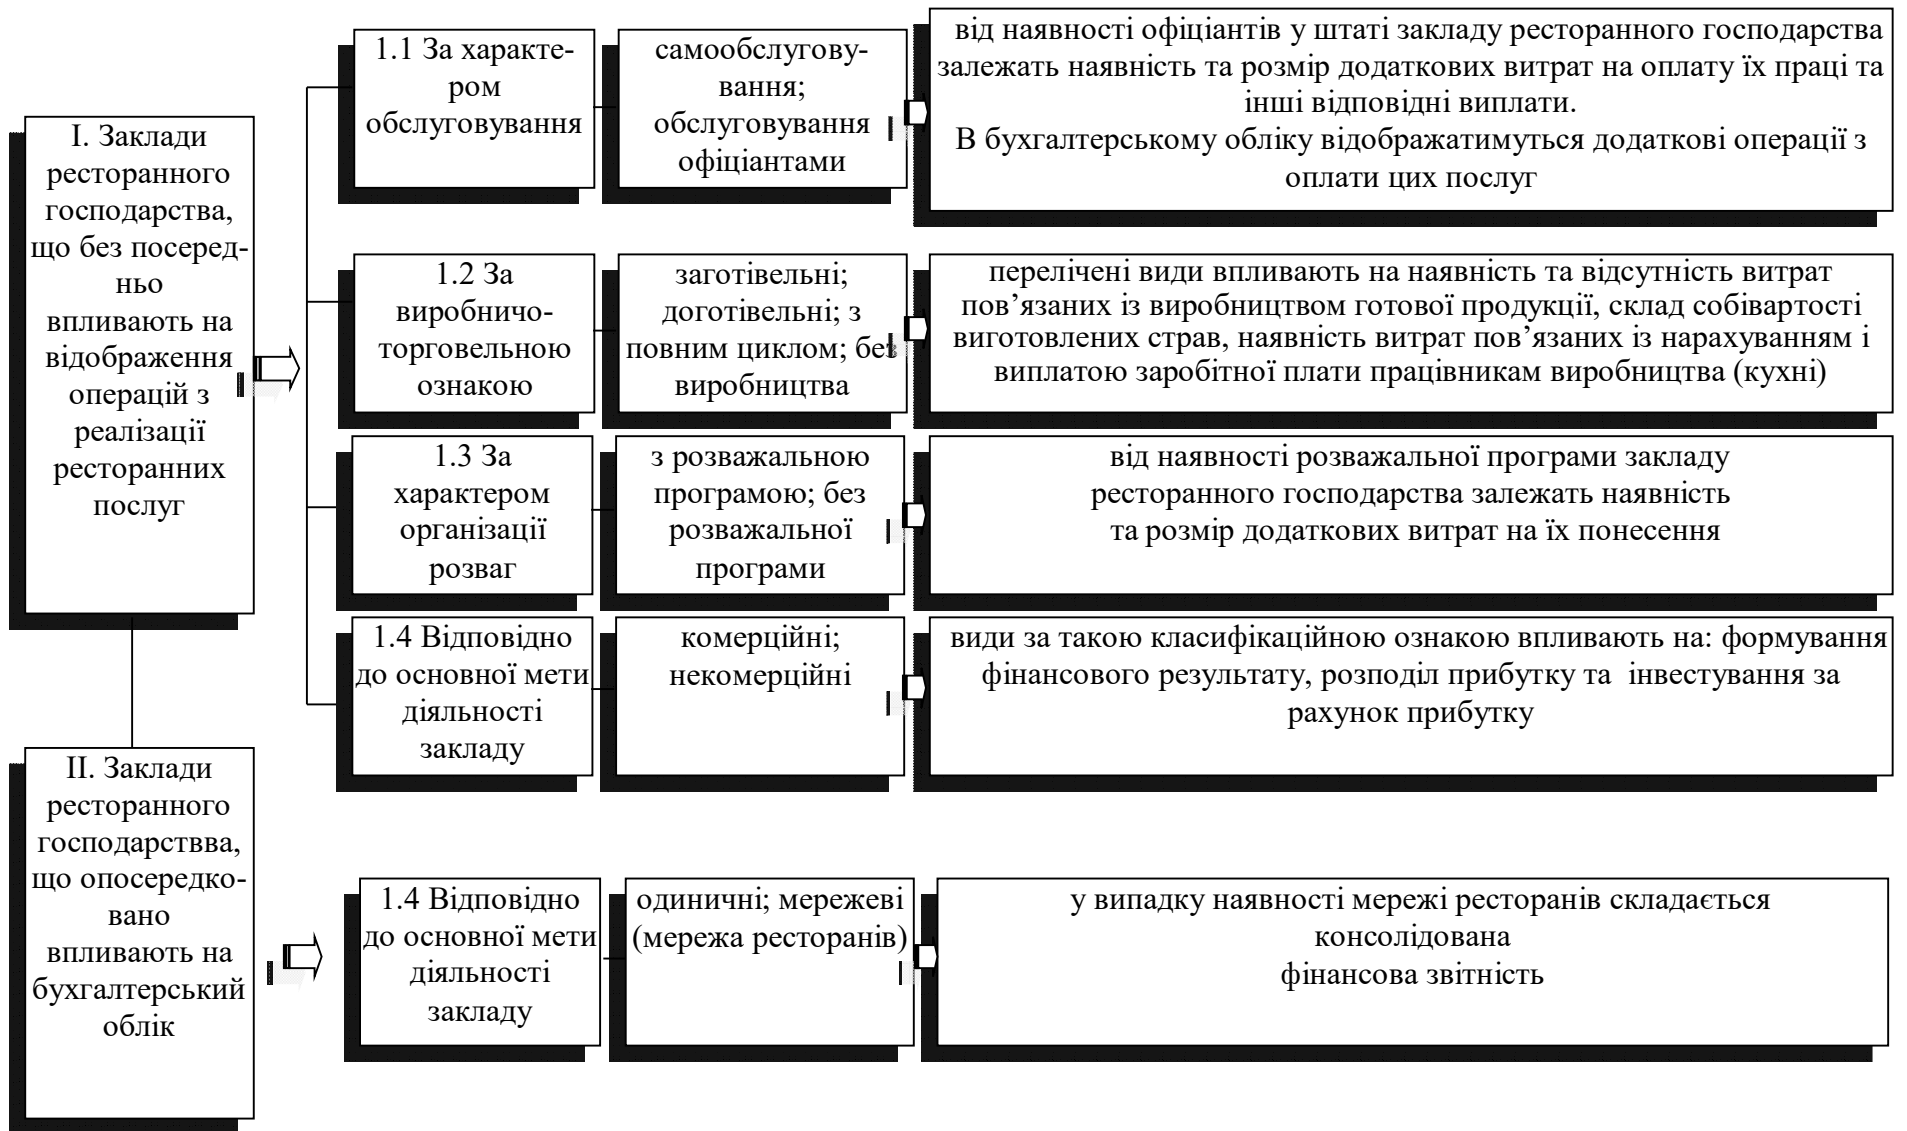 І. Заклади
ресторанного
господарства,
що без посеред-
ньо
впливають на
відображення
операцій з
реалізації
ресторанних
послуг
1.1 За характе-
ром
обслуговування
самообслугову-
вання;
обслуговування
офіціантами
від наявності офіціантів у штаті закладу ресторанного господарства
залежать наявність та розмір додаткових витрат на оплату їх праці та
інші відповідні виплати.
В бухгалтерському обліку відображатимуться додаткові операції з
оплати цих послуг
1.2 За
виробничо-
торговельною
ознакою
заготівельні;
доготівельні; з
повним циклом; без
виробництва
перелічені види впливають на наявність та відсутність витрат
пов’язаних із виробництвом готової продукції, склад собівартості
виготовлених страв, наявність витрат пов’язаних із нарахуванням і
виплатою заробітної плати працівникам виробництва (кухні)
1.3 За
характером
організації
розваг
з розважальною
програмою; без
розважальної
програми
від наявності розважальної програми закладу
ресторанного господарства залежать наявність
та розмір додаткових витрат на їх понесення
1.4 Відповідно
до основної мети
діяльності
закладу
комерційні;
некомерційні
види за такою класифікаційною ознакою впливають на: формування
фінансового результату, розподіл прибутку та інвестування за
рахунок прибутку
ІІ. Заклади
ресторанного
господарствва,
що опосередко-
вано
впливають на
бухгалтерський
облік
1.4 Відповідно
до основної мети
діяльності
закладу
одиничні; мережеві
(мережа ресторанів)
у випадку наявності мережі ресторанів складається
консолідована
фінансова звітність